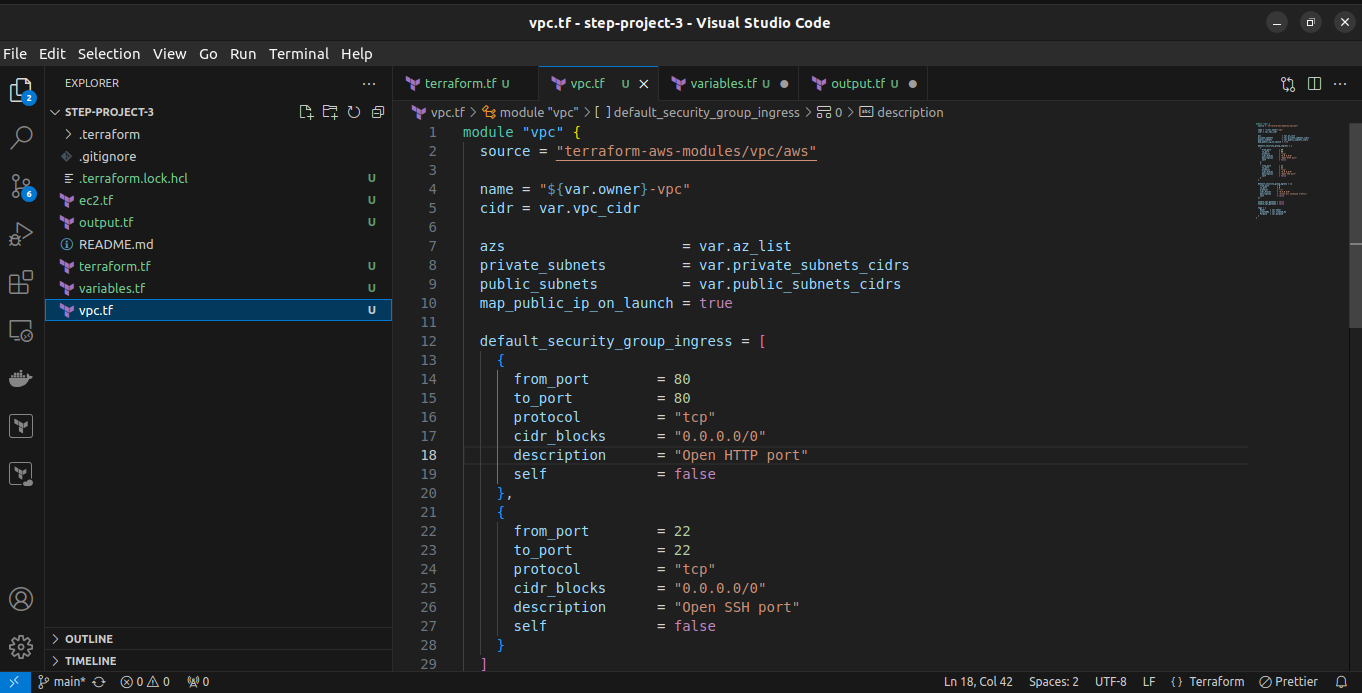 vpc.tf - step-project-3 - Visual Studio Code
File Edit Selection View Go Run Terminal Help
EXPLORER
STEP-PROJECT-3
.terraform
.gitignore
.terraform.lock.hcl U
ec2.tf U
output.tf U
README.md
terraform.tf U
variables.tf U
vpc.tf U
OUTLINE
TIMELINE
2
6
terraform.tf U vpc.tf U variables.tf U output.tf U
vpc.tf > module "vpc" > [ ] default_security_group_ingress > 0 > abc description
1 module "vpc" {
2 source = "terraform-aws-modules/vpc/aws"
3
4 name = "${var.owner}-vpc"
5 cidr = var.vpc_cidr
6
7 azs = var.az_list
8 private_subnets = var.private_subnets_cidrs
9 public_subnets = var.public_subnets_cidrs
10 map_public_ip_on_launch = true
11
12 default_security_group_ingress = [
13 {
14 from_port = 80
15 to_port = 80
16 protocol = "tcp"
17 cidr_blocks = "0.0.0.0/0"
18 description = "Open HTTP port"
19 self = false
20 },
21 {
22 from_port = 22
23 to_port = 22
24 protocol = "tcp"
25 cidr_blocks = "0.0.0.0/0"
26 description = "Open SSH port"
27 self = false
28 }
29 ]
main* 0 0 0 Ln 18, Col 42 Spaces: 2 UTF-8 LF { } Terraform Prettier